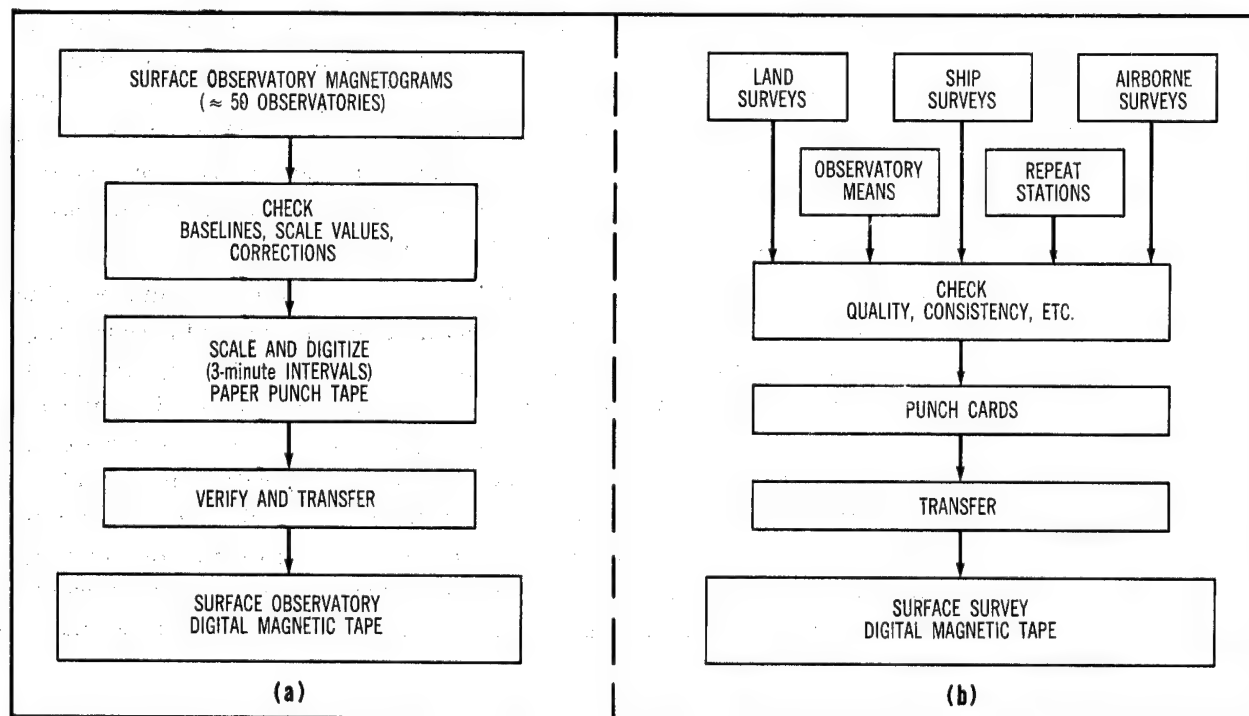 SURFACE OBSERVATORY MAGNETOGRAMS
(≈ 50 OBSERVATORIES)
CHECK
BASELINES, SCALE VALUES,
CORRECTIONS
SCALE AND DIGITIZE
(3-minute INTERVALS)
PAPER PUNCH TAPE
VERIFY AND TRANSFER
SURFACE OBSERVATORY
DIGITAL MAGNETIC TAPE
(a)
LAND
SURVEYS
SHIP
SURVEYS
AIRBORNE
SURVEYS
OBSERVATORY
MEANS
REPEAT
STATIONS
CHECK
QUALITY, CONSISTENCY, ETC.
PUNCH CARDS
TRANSFER
SURFACE SURVEY
DIGITAL MAGNETIC TAPE
(b)